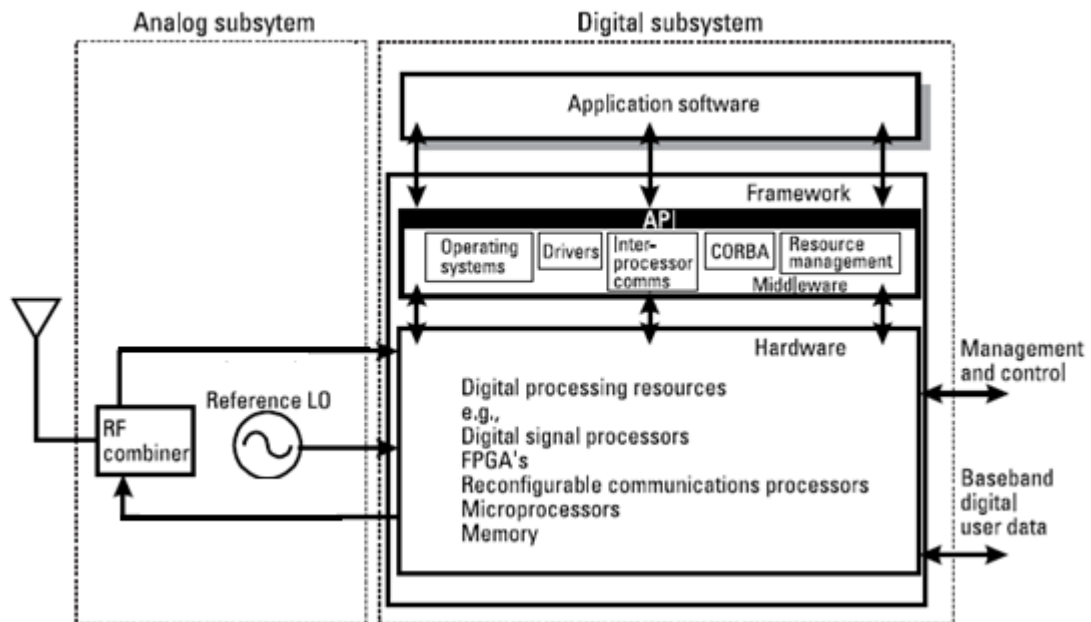 Analog subsytem
Digital subsystem
Application software
Framework
API
Operating
systems
Drivers
Inter-
processor
comms
CORBA
Resource
management
Middleware
Hardware
Digital processing resources
e.g.,
Digital signal processors
FPGA's
Reconfigurable communications processors
Microprocessors
Memory
Reference LO
RF
combiner
Management
and control
Baseband
digital
user data